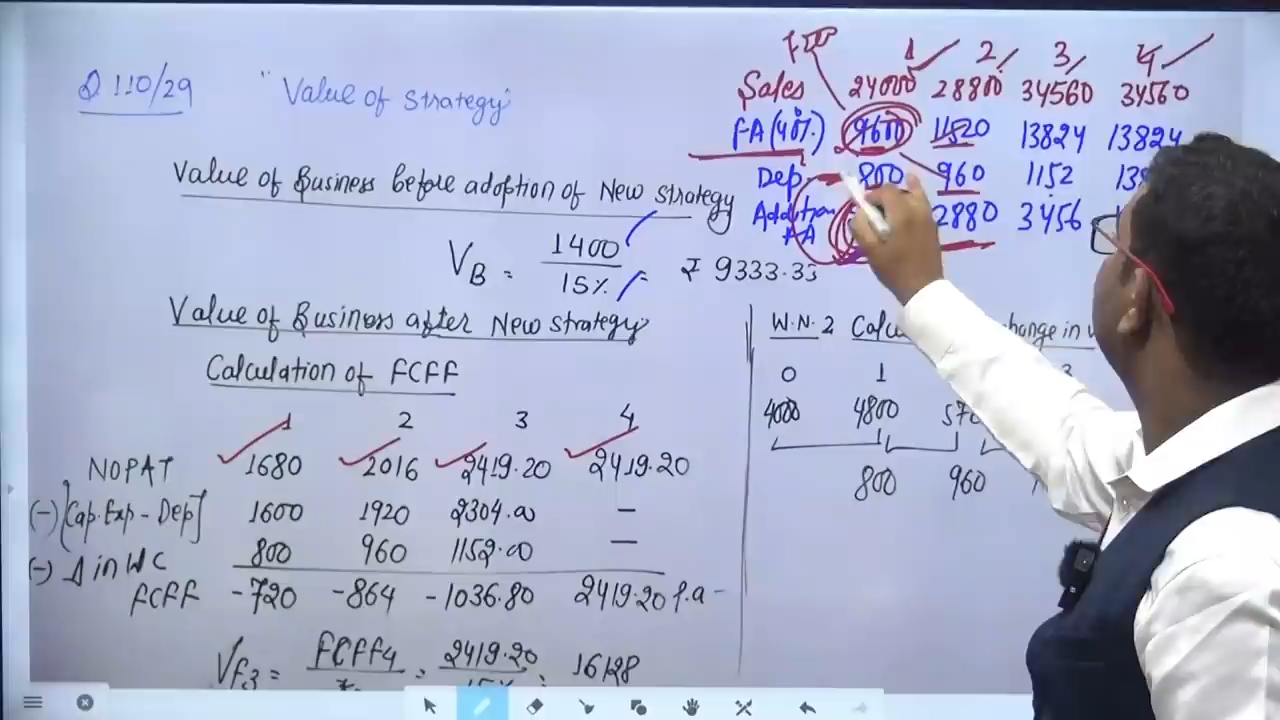 Q 110/29
"Value of Strategy"
1 2 3 4
Sales 24000 28800 34560 34560
FA (40%) 9600 11520 13824 13824
Dep 800 960 1152
Addition 2880 3456
FA
Value of Business before adoption of New strategy
VB = 1400 / 15% = ₹ 9333.33
Value of Business after New strategy
Calculation of FCFF
1 2 3 4
NOPAT 1680 2016 2419.20 2419.20
(-) [Cap. Exp - Dep] 1600 1920 2304.00 -
(-) Δ in WC 800 960 1152.00 -
FCFF -720 -864 -1036.80 2419.20 p.a
Vf3 = FCFF4 : 2419.20 : 16128
15%
W.N. 2 change in
0 1
4000 4800
800 960